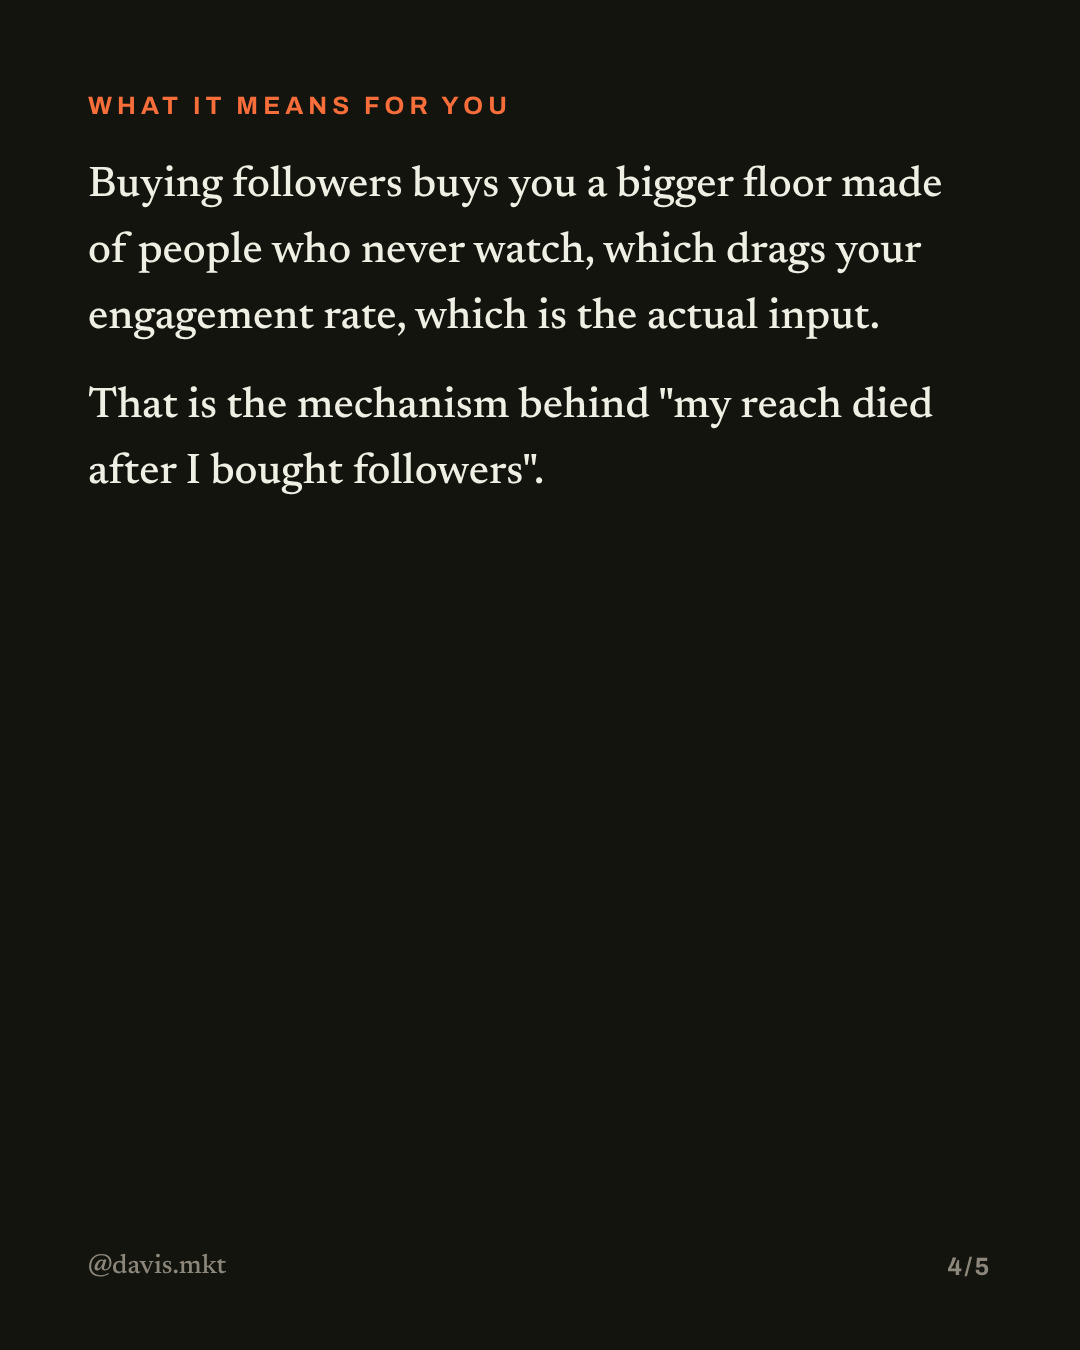 WHAT IT MEANS FOR YOU
Buying followers buys you a bigger floor made
of people who never watch, which drags your
engagement rate, which is the actual input.
That is the mechanism behind "my reach died
after I bought followers".
@davis.mkt
4/5